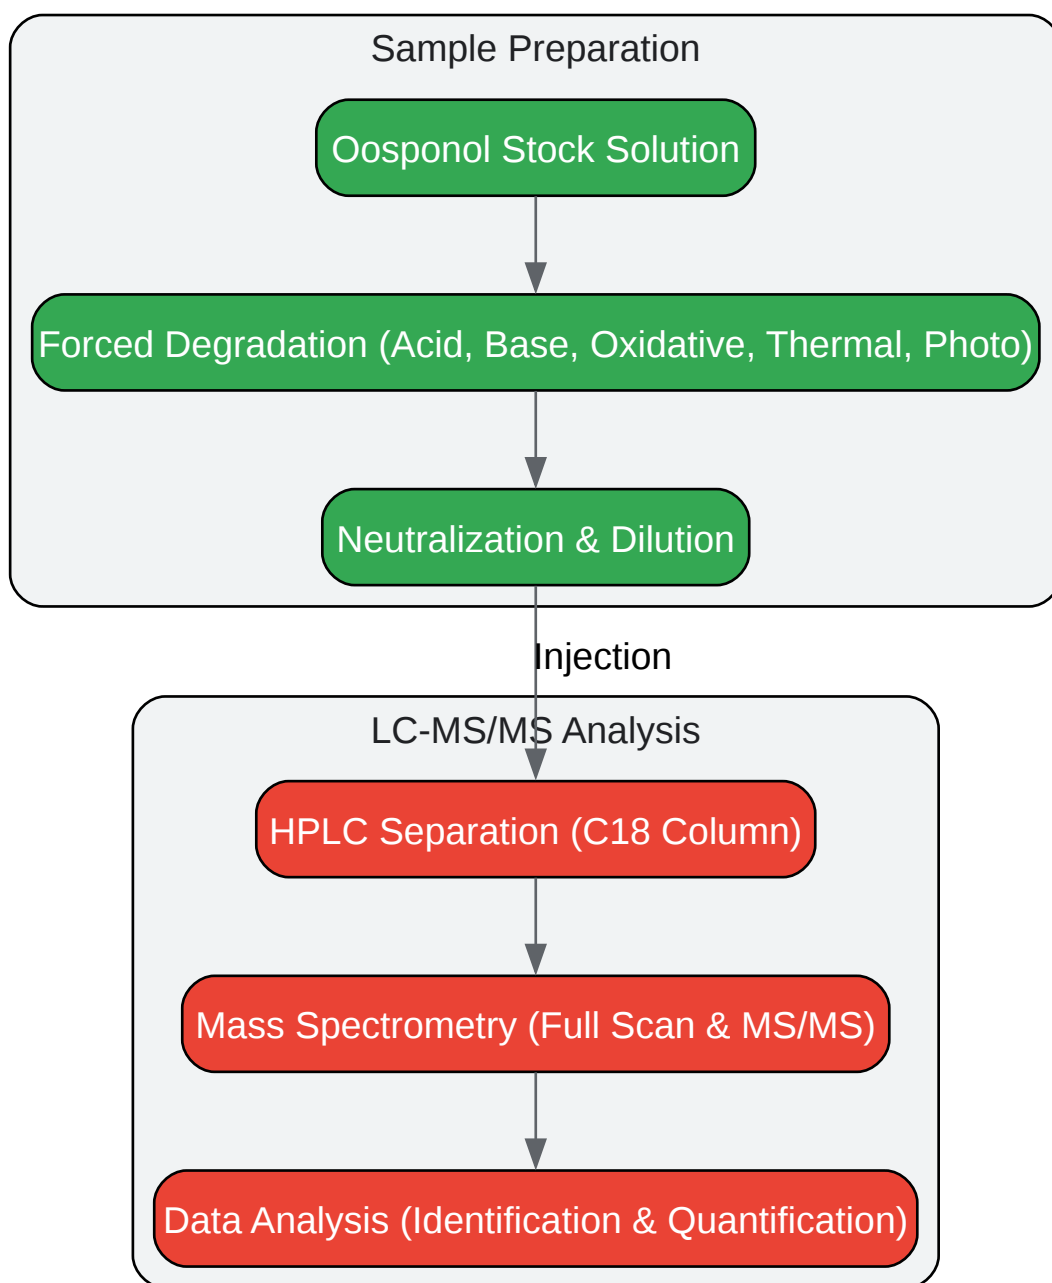 Sample Preparation
Oosponol Stock Solution
Forced Degradation (Acid, Base, Oxidative, Thermal, Photo)
Neutralization & Dilution
Injection
LC-MS/MS Analysis
HPLC Separation (C18 Column)
Mass Spectrometry (Full Scan & MS/MS)
Data Analysis (Identification & Quantification)